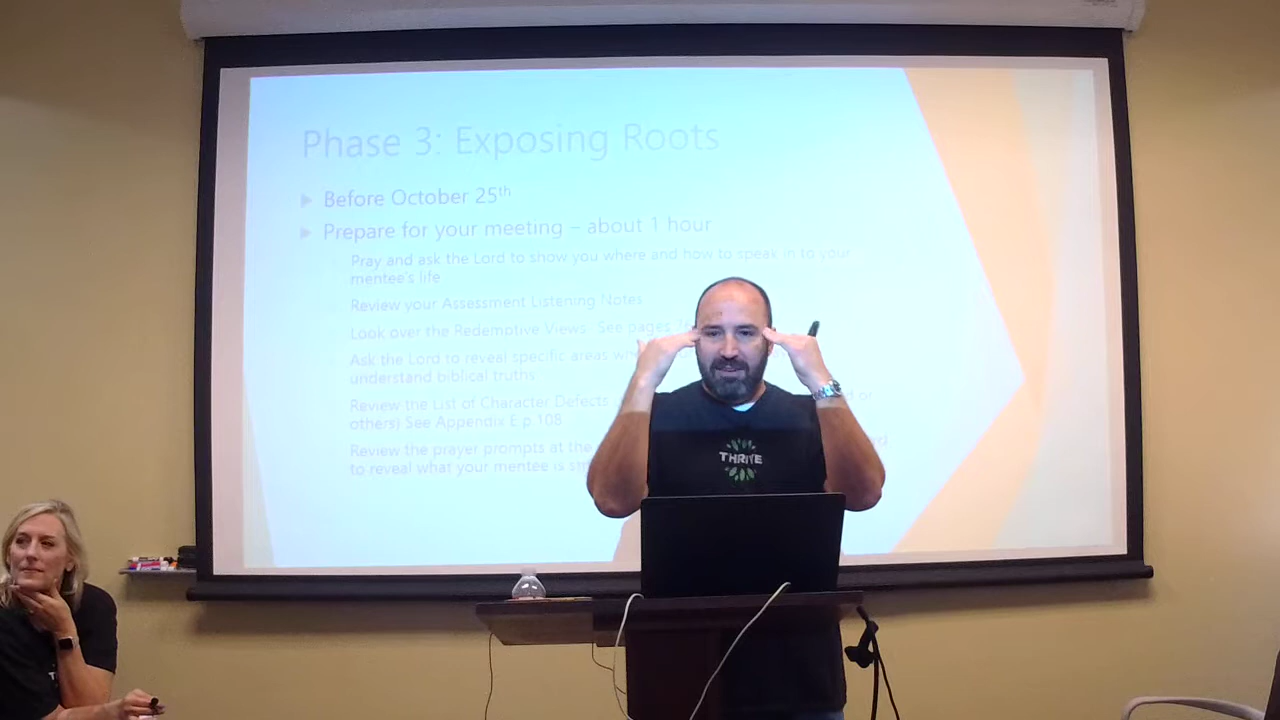 Phase 3: Exposing Roots
Before October 25th
Prepare for your meeting – about 1 hour
Pray and ask the Lord to show you where and how to speak in to your
mentee's life
Review your Assessment Listening Notes
Look over the Redemptive Views. See pages
Ask the Lord to reveal specific areas
understand biblical truths
Review the List of Character Defects
or
others) See Appendix E p.108
Review the prayer prompts at the
to reveal what your mentee is
THRIVE